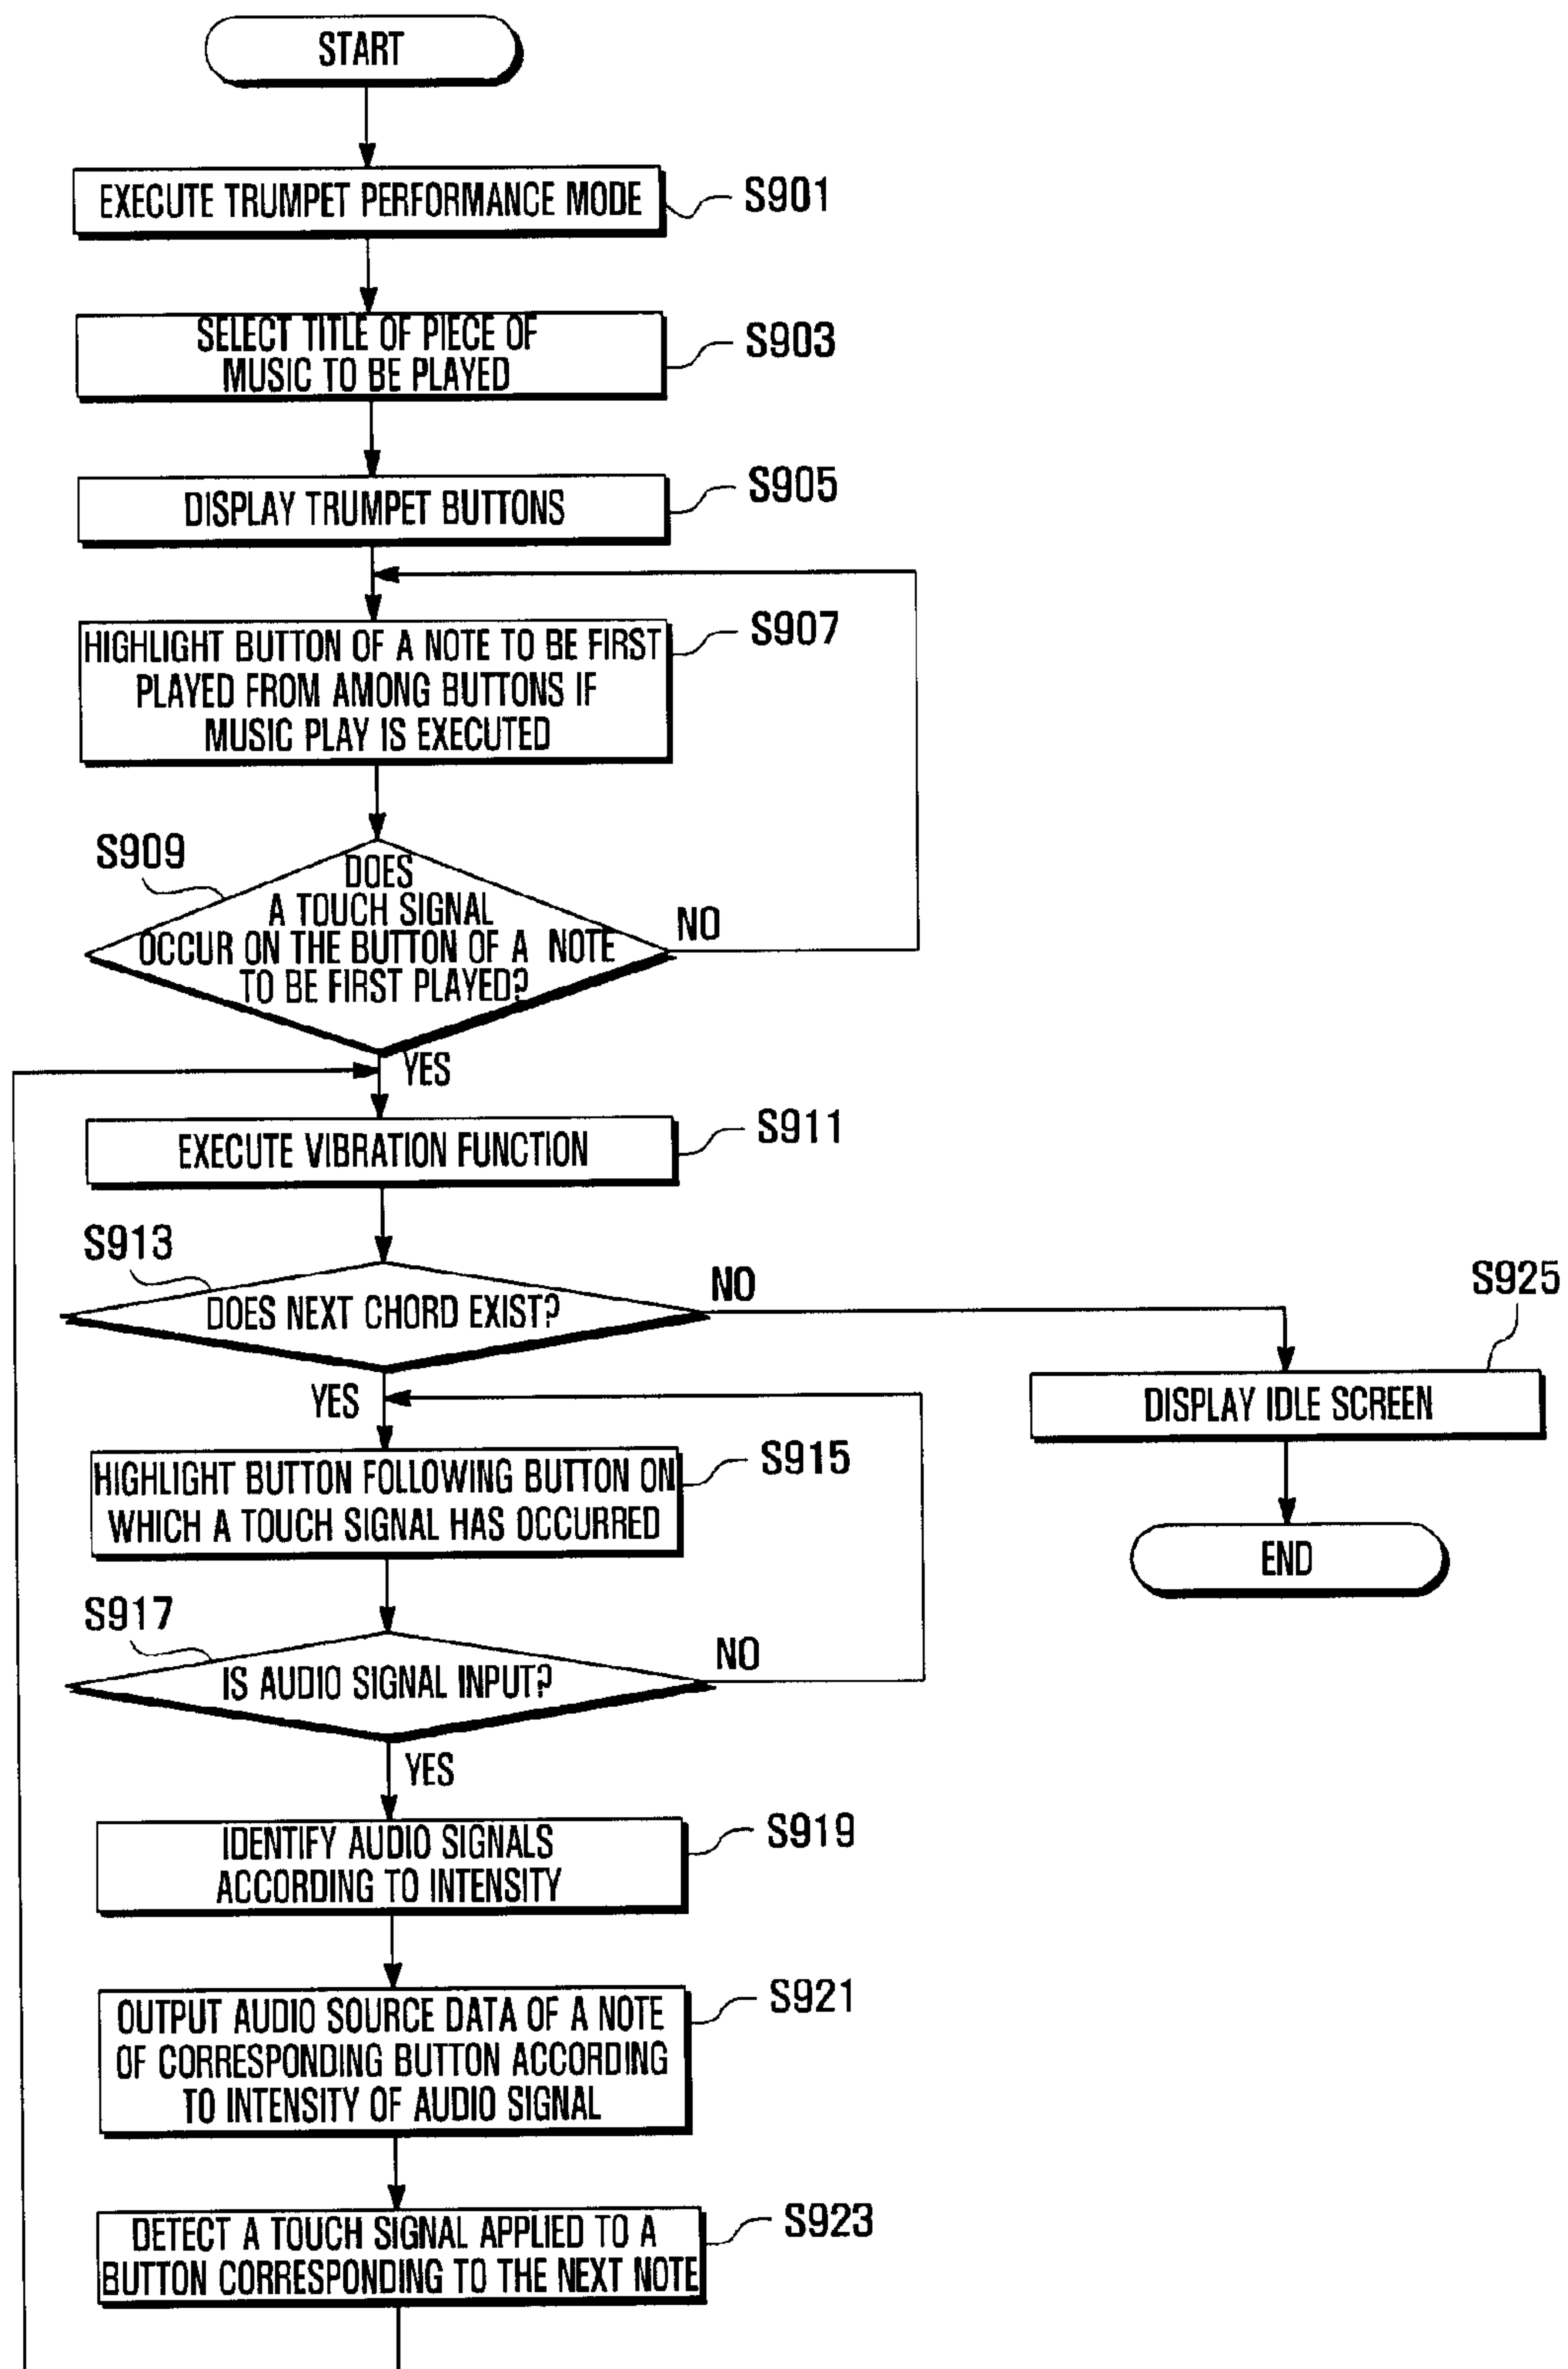 START
EXECUTE TRUMPET PERFORMANCE MODE
S901
SELECT TITLE OF PIECE OF
MUSIC TO BE PLAYED
S903
DISPLAY TRUMPET BUTTONS
S905
HIGHLIGHT BUTTON OF A NOTE TO BE FIRST
PLAYED FROM AMONG BUTTONS IF
MUSIC PLAY IS EXECUTED
S907
S909
DOES
A TOUCH SIGNAL
OCCUR ON THE BUTTON OF A NOTE
TO BE FIRST PLAYED?
NO
YES
EXECUTE VIBRATION FUNCTION
S911
S913
DOES NEXT CHORD EXIST?
NO
YES
S925
DISPLAY IDLE SCREEN
END
HIGHLIGHT BUTTON FOLLOWING BUTTON ON
WHICH A TOUCH SIGNAL HAS OCCURRED
S915
S917
IS AUDIO SIGNAL INPUT?
NO
YES
IDENTIFY AUDIO SIGNALS
ACCORDING TO INTENSITY
S919
OUTPUT AUDIO SOURCE DATA OF A NOTE
OF CORRESPONDING BUTTON ACCORDING
TO INTENSITY OF AUDIO SIGNAL
S921
DETECT A TOUCH SIGNAL APPLIED TO A
BUTTON CORRESPONDING TO THE NEXT NOTE
S923